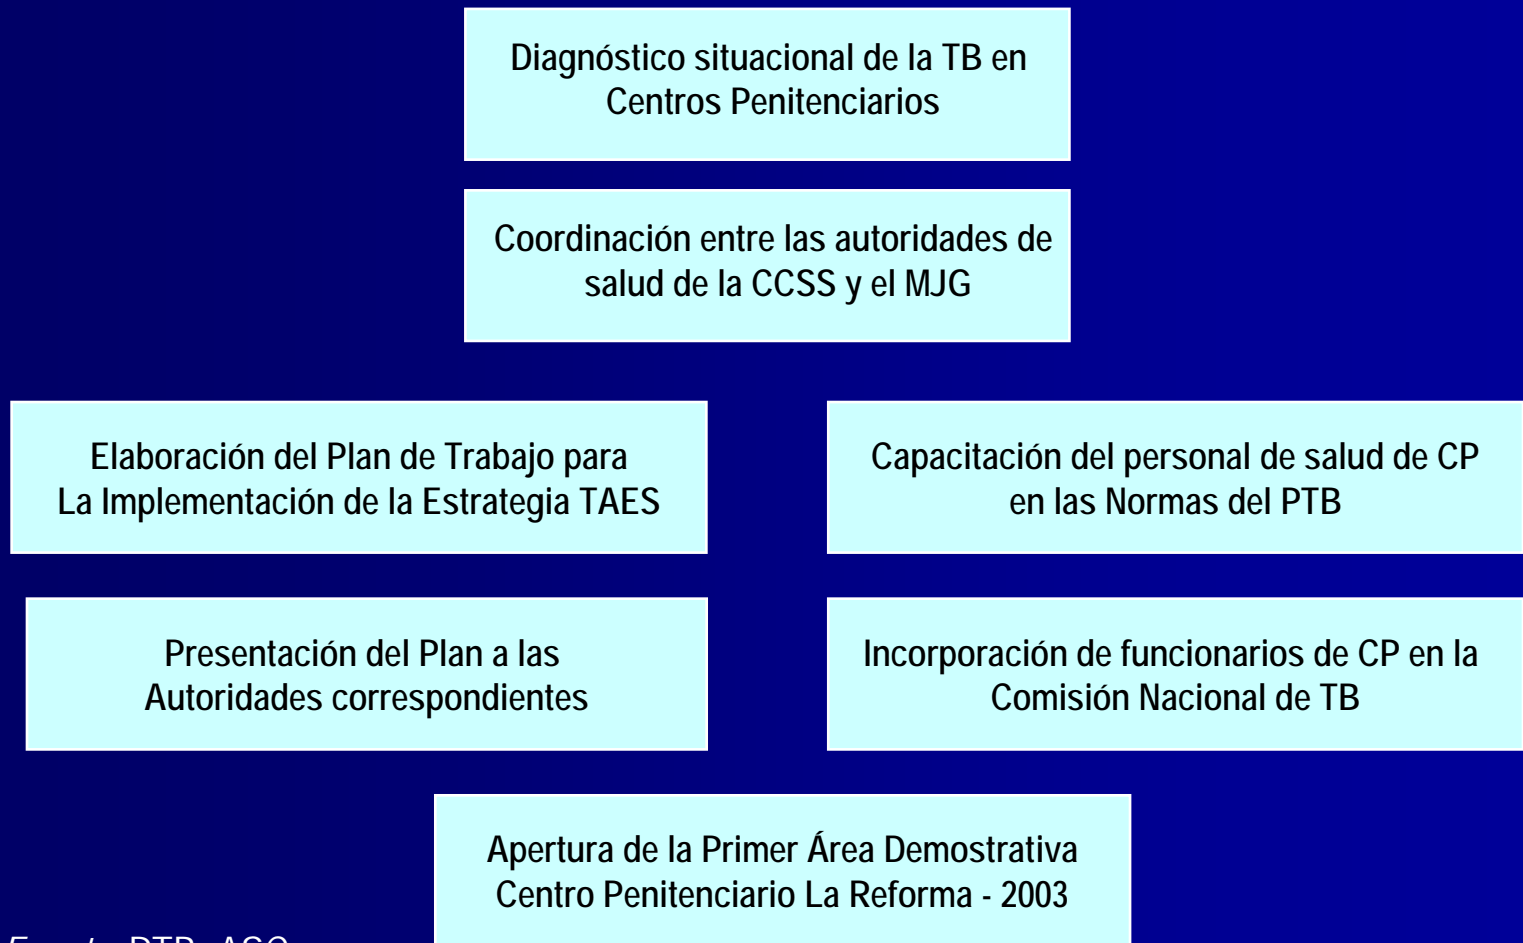 Diagnóstico situacional de la TB en
Centros Penitenciarios
Coordinación entre las autoridades de
salud de la CCSS y el MJG
Elaboración del Plan de Trabajo para
La Implementación de la Estrategia TAES
Capacitación del personal de salud de CP
en las Normas del PTB
Presentación del Plan a las
Autoridades correspondientes
Incorporación de funcionarios de CP en la
Comisión Nacional de TB
Apertura de la Primer Área Demostrativa
Centro Penitenciario La Reforma - 2003